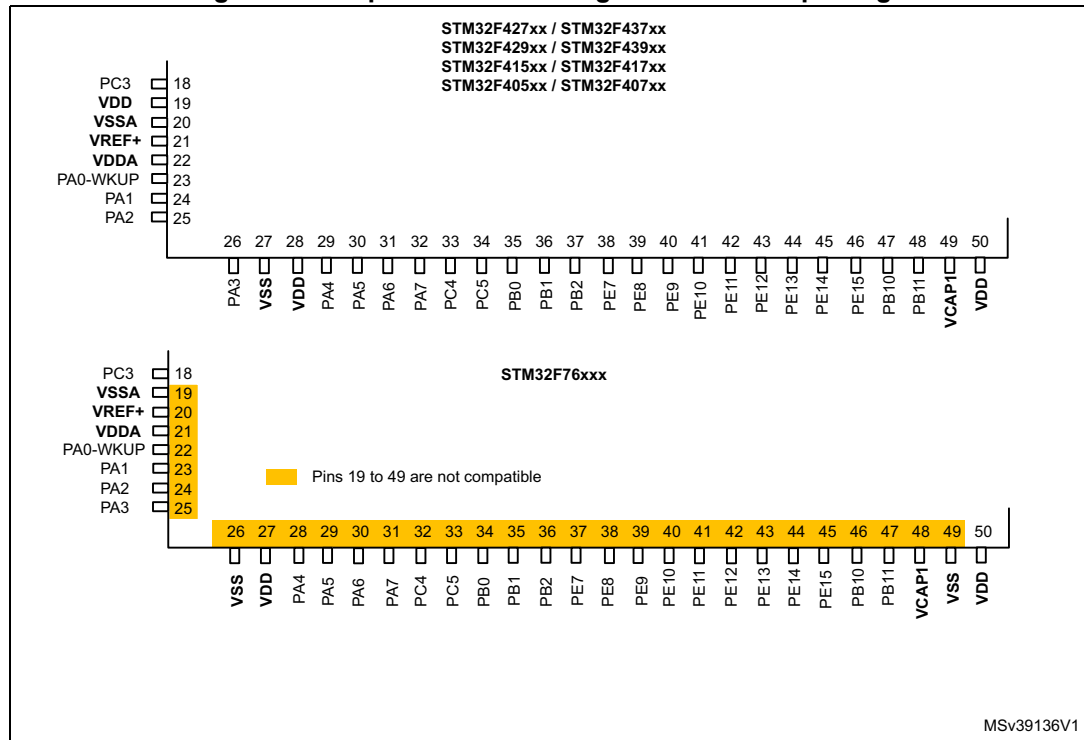 STM32F427xx / STM32F437xx
STM32F429xx / STM32F439xx
STM32F415xx / STM32F417xx
STM32F405xx / STM32F407xx
PC3 18
VDD 19
VSSA 20
VREF+ 21
VDDA 22
PA0-WKUP 23
PA1 24
PA2 25
26 27 28 29 30 31 32 33 34 35 36 37 38 39 40 41 42 43 44 45 46 47 48 49 50
PA3 VSS VDD PA4 PA5 PA6 PA7 PC4 PC5 PB0 PB1 PB2 PE7 PE8 PE9 PE10 PE11 PE12 PE13 PE14 PE15 PB10 PB11 VCAP1 VDD
STM32F76xxx
PC3 18
VSSA 19
VREF+ 20
VDDA 21
PA0-WKUP 22
PA1 23
PA2 24
PA3 25
Pins 19 to 49 are not compatible
26 27 28 29 30 31 32 33 34 35 36 37 38 39 40 41 42 43 44 45 46 47 48 49 50
VSS VDD PA4 PA5 PA6 PA7 PC4 PC5 PB0 PB1 PB2 PE7 PE8 PE9 PE10 PE11 PE12 PE13 PE14 PE15 PB10 PB11 VCAP1 VSS VDD
MSv39136V1